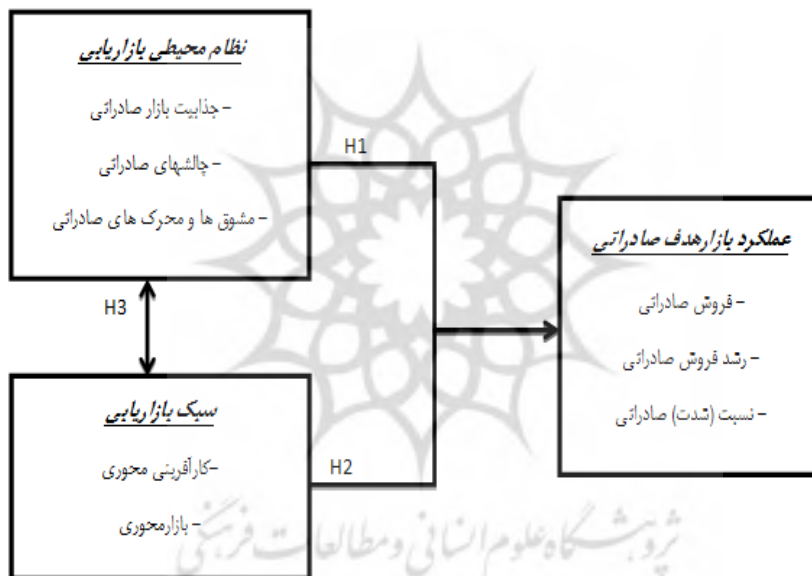 نظام محیطی بازاریابی
- جذابیت بازار صادراتی
- چالشهای صادراتی
- مشوق ها و محرک های صادراتی
H1
عملکرد بازارهدف صادراتی
- فروش صادراتی
- رشد فروش صادراتی
- نسبت (شدت) صادراتی
H3
سبک بازاریابی
-کارآفرینی محوری
- بازارمحوری
H2
پژوهشگاه علوم انسانی و مطالعات فرهنگی